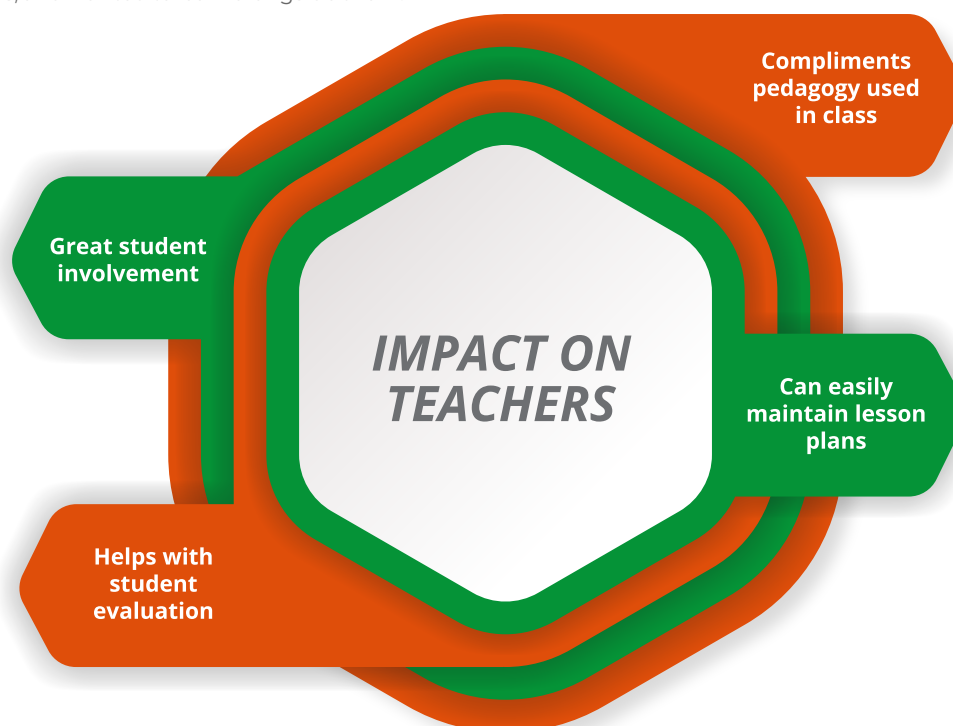 Compliments
pedagogy used
in class
Great student
involvement
IMPACT ON
TEACHERS
Can easily
maintain lesson
plans
Helps with
student
evaluation